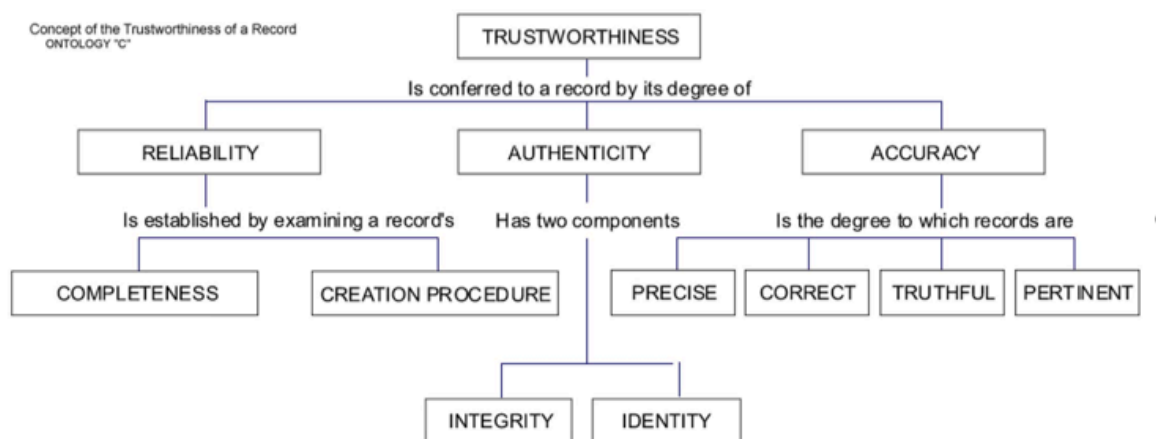 Concept of the Trustworthiness of a Record
ONTOLOGY "C"
TRUSTWORTHINESS
Is conferred to a record by its degree of
RELIABILITY
AUTHENTICITY
ACCURACY
Is established by examining a record's
Has two components
Is the degree to which records are
COMPLETENESS
CREATION PROCEDURE
PRECISE
CORRECT
TRUTHFUL
PERTINENT
INTEGRITY
IDENTITY